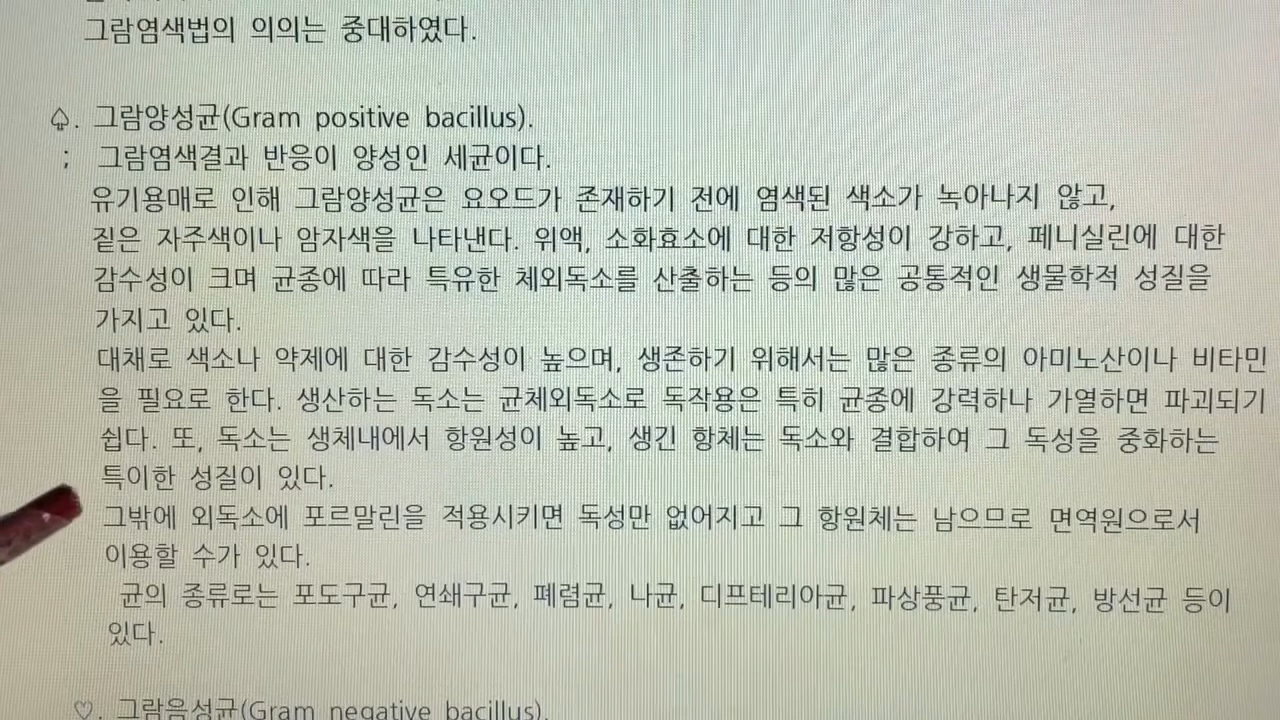 그람염색법의 의의는 중대하였다.
♤. 그람양성균(Gram positive bacillus).
; 그람염색결과 반응이 양성인 세균이다.
유기용매로 인해 그람양성균은 요오드가 존재하기 전에 염색된 색소가 녹아나지 않고,
짙은 자주색이나 암자색을 나타낸다. 위액, 소화효소에 대한 저항성이 강하고, 페니실린에 대한
감수성이 크며 균종에 따라 특유한 체외독소를 산출하는 등의 많은 공통적인 생물학적 성질을
가지고 있다.
대채로 색소나 약제에 대한 감수성이 높으며, 생존하기 위해서는 많은 종류의 아미노산이나 비타민
을 필요로 한다. 생산하는 독소는 균체외독소로 독작용은 특히 균종에 강력하나 가열하면 파괴되기
쉽다. 또, 독소는 생체내에서 항원성이 높고, 생긴 항체는 독소와 결합하여 그 독성을 중화하는
특이한 성질이 있다.
그밖에 외독소에 포르말린을 적용시키면 독성만 없어지고 그 항원체는 남으므로 면역원으로서
이용할 수가 있다.
균의 종류로는 포도구균, 연쇄구균, 폐렴균, 나균, 디프테리아균, 파상풍균, 탄저균, 방선균 등이
있다.
♡. 그람음성균(Gram negative bacillus).